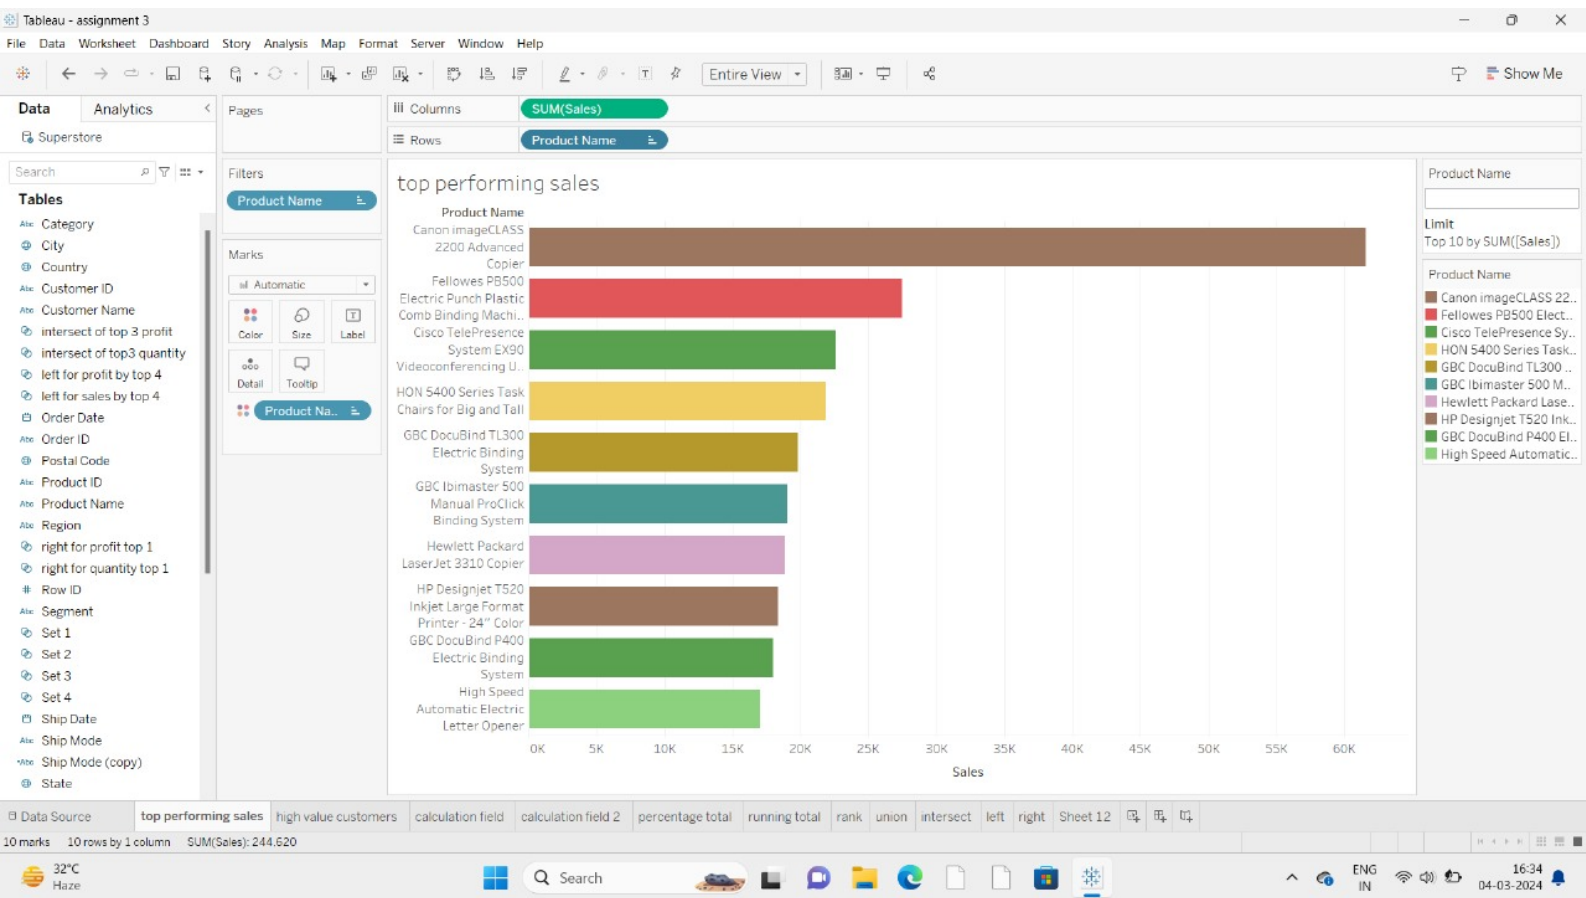 Tableau - assignment 3
File Data Worksheet Dashboard Story Analysis Map Format Server Window Help
Entire View
Show Me
Data Analytics
Superstore
Search
Tables
Abc Category
City
Country
Abc Customer ID
Abc Customer Name
intersect of top 3 profit
intersect of top3 quantity
left for profit by top 4
left for sales by top 4
Order Date
Abc Order ID
Postal Code
Abc Product ID
Abc Product Name
Abc Region
right for profit top 1
right for quantity top 1
# Row ID
Abc Segment
Set 1
Set 2
Set 3
Set 4
Ship Date
Abc Ship Mode
=Abc Ship Mode (copy)
State
Pages
Filters
Product Name
Marks
Automatic
Color Size Label
Detail Tooltip
Product Na..
Columns SUM(Sales)
Rows Product Name
top performing sales
Product Name
Canon imageCLASS
2200 Advanced
Copier
Fellowes PB500
Electric Punch Plastic
Comb Binding Machi..
Cisco TelePresence
System EX90
Videoconferencing U..
HON 5400 Series Task
Chairs for Big and Tall
GBC DocuBind TL300
Electric Binding
System
GBC Ibimaster 500
Manual ProClick
Binding System
Hewlett Packard
LaserJet 3310 Copier
HP Designjet T520
Inkjet Large Format
Printer - 24" Color
GBC DocuBind P400
Electric Binding
System
High Speed
Automatic Electric
Letter Opener
0K 5K 10K 15K 20K 25K 30K 35K 40K 45K 50K 55K 60K
Sales
Product Name
Limit
Top 10 by SUM([Sales])
Product Name
Canon imageCLASS 22..
Fellowes PB500 Elect..
Cisco TelePresence Sy..
HON 5400 Series Task..
GBC DocuBind TL300 ..
GBC Ibimaster 500 M..
Hewlett Packard Lase..
HP Designjet T520 Ink..
GBC DocuBind P400 El..
High Speed Automatic..
Data Source top performing sales high value customers calculation field calculation field 2 percentage total running total rank union intersect left right Sheet 12
10 marks 10 rows by 1 column SUM(Sales): 244,620
32°C
Haze
Search
ENG
IN
16:34
04-03-2024